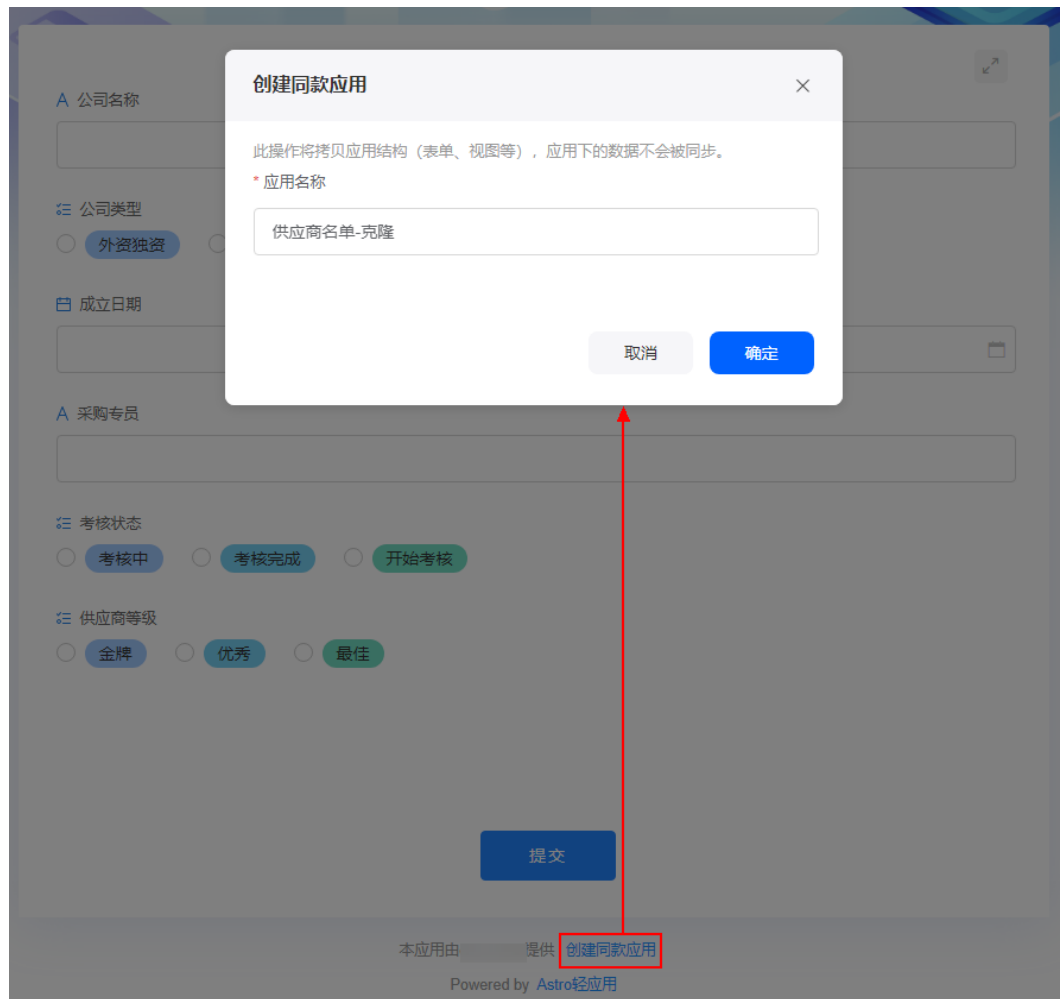 创建同款应用
A 公司名称
此操作将拷贝应用结构（表单、视图等），应用下的数据不会被同步。
* 应用名称
供应商名单-克隆
公司类型
外资独资
成立日期
取消 确定
A 采购专员
考核状态
考核中 考核完成 开始考核
供应商等级
金牌 优秀 最佳
提交
本应用由 提供 创建同款应用
Powered by Astro轻应用